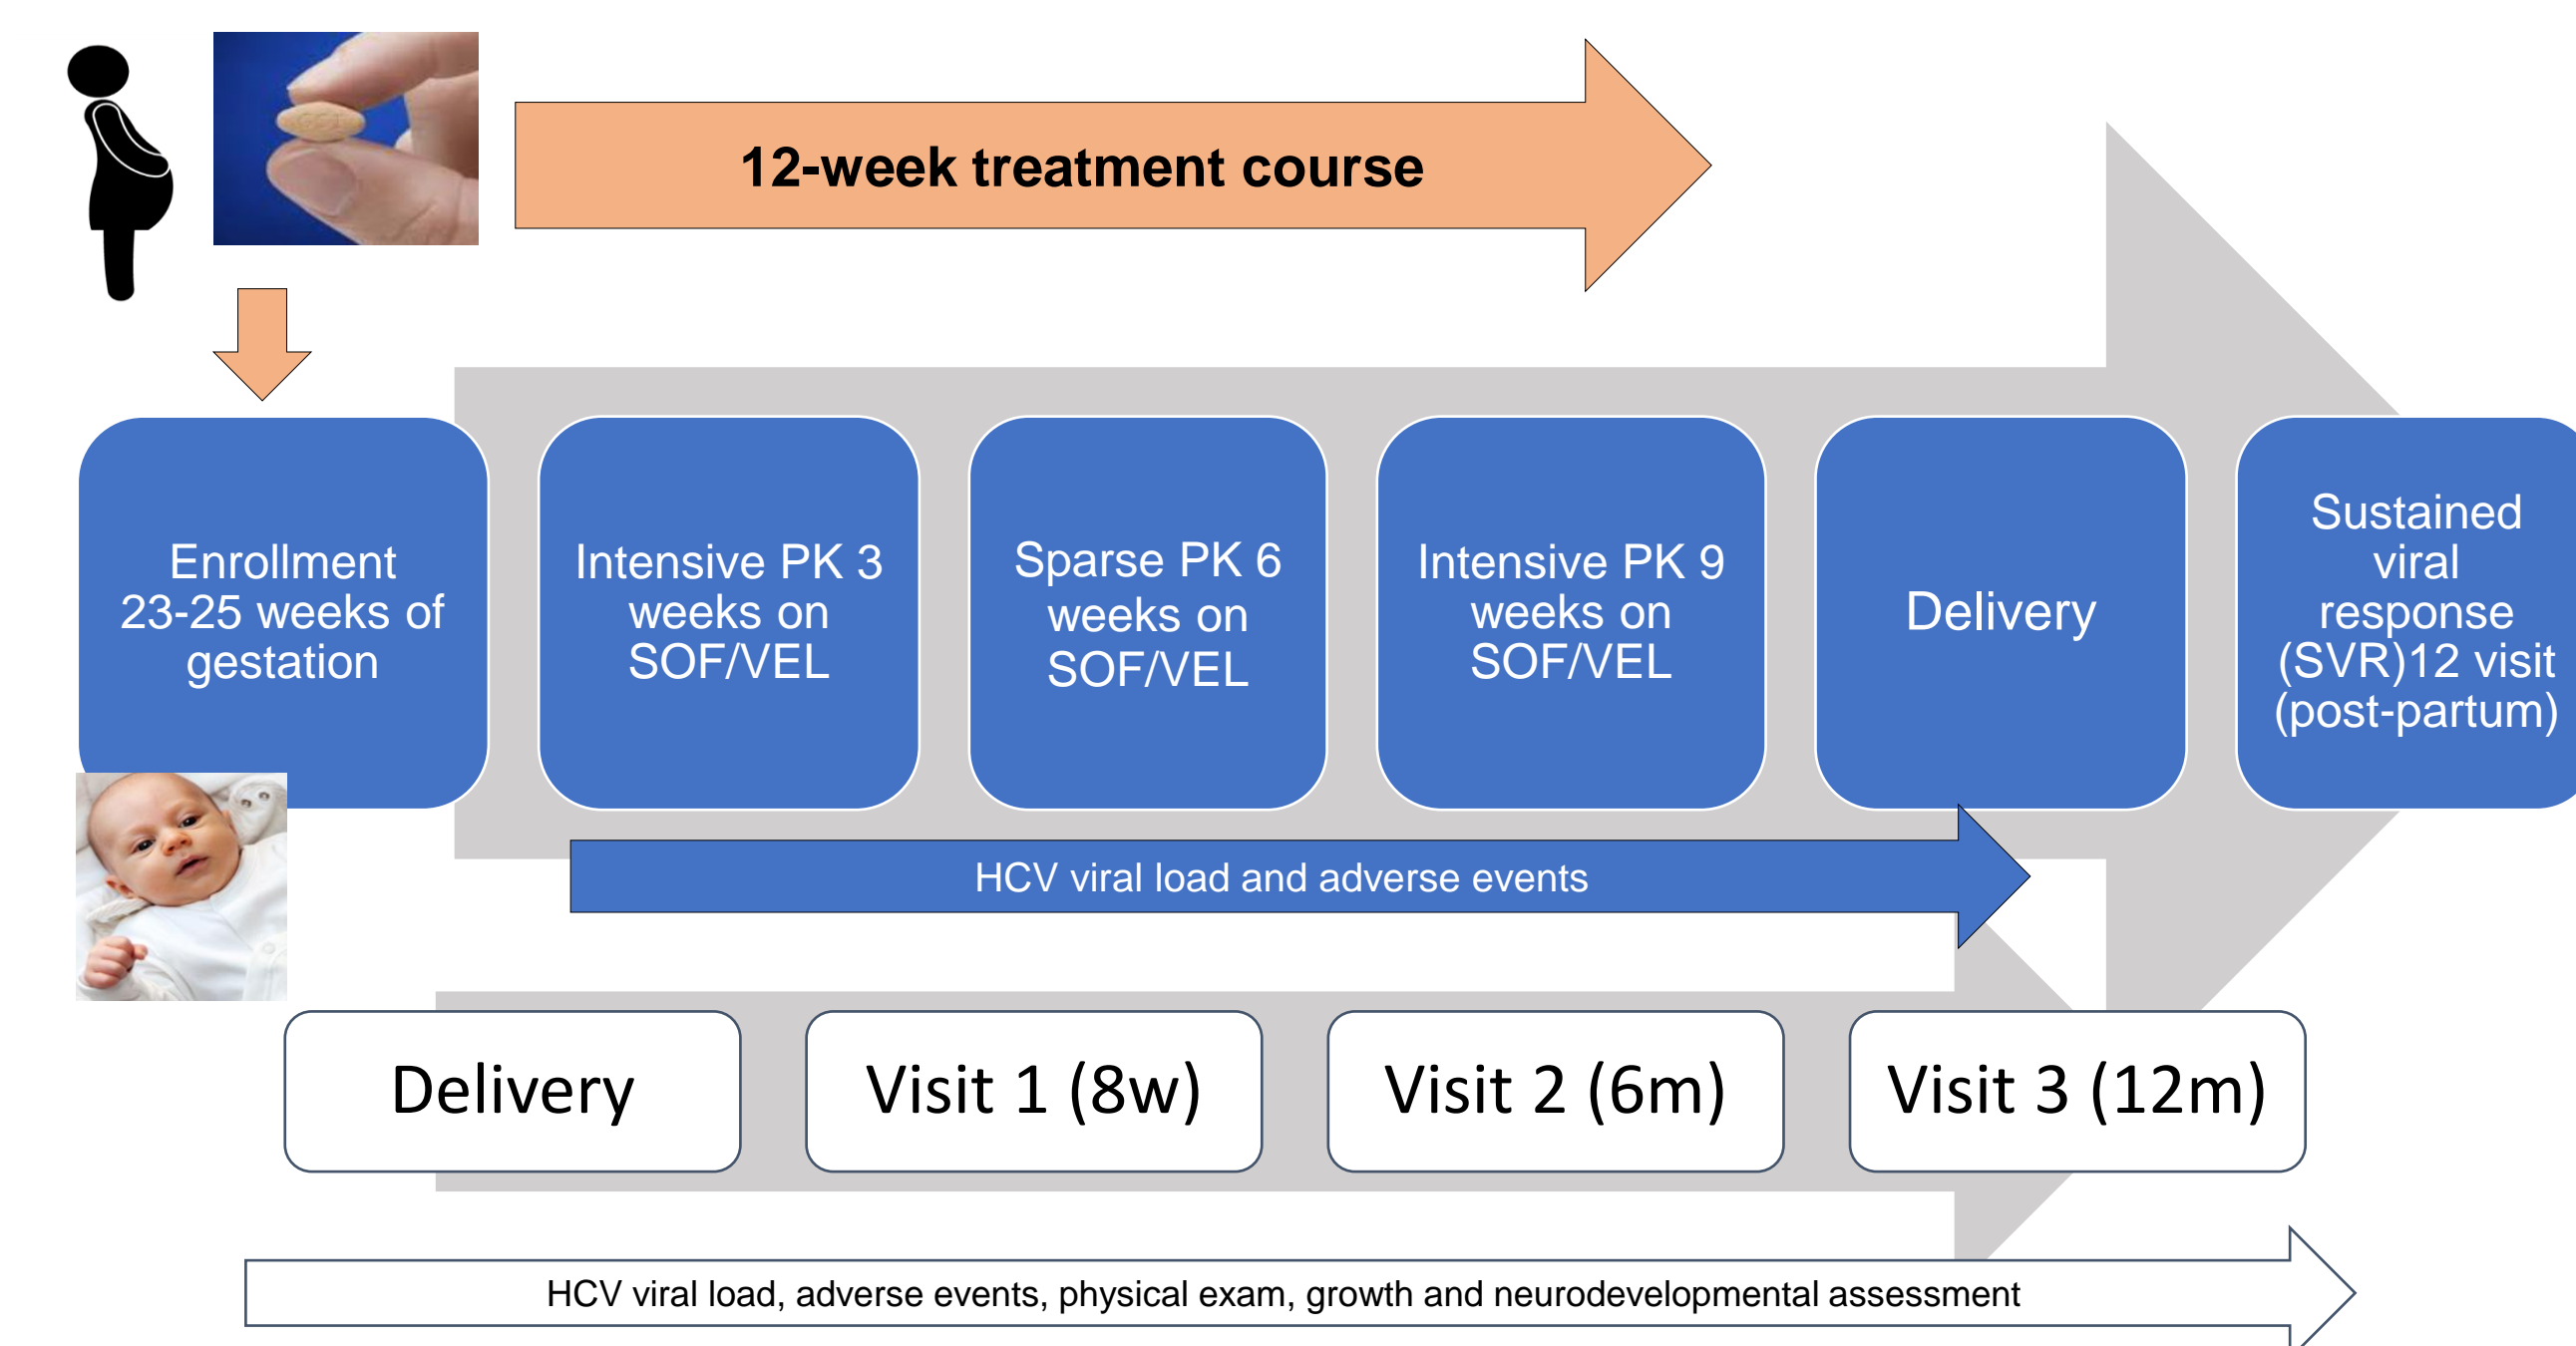 12-week treatment course
Enrollment
23-25 weeks of
gestation
Intensive PK 3
weeks on
SOF/VEL
Sparse PK 6
weeks on
SOF/VEL
Intensive PK 9
weeks on
SOF/VEL
Delivery
Sustained
viral
response
(SVR)12 visit
(post-partum)
HCV viral load and adverse events
Delivery
Visit 1 (8w)
Visit 2 (6m)
Visit 3 (12m)
HCV viral load, adverse events, physical exam, growth and neurodevelopmental assessment